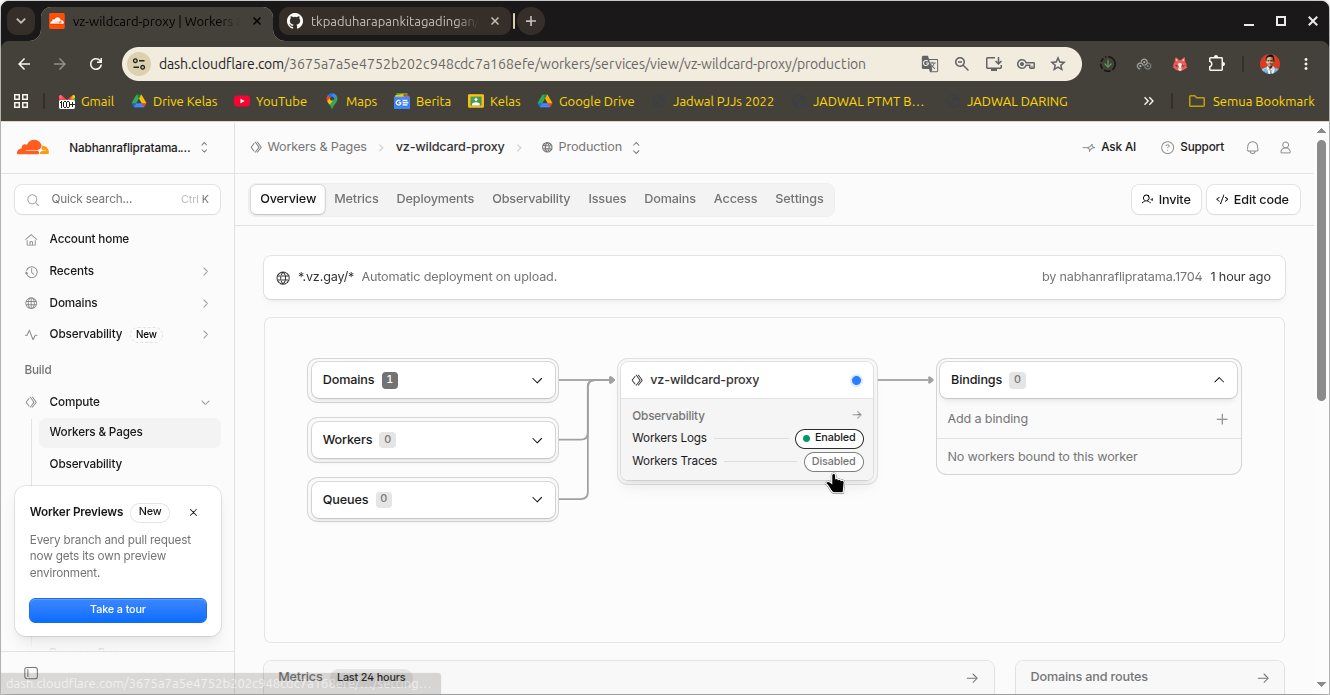 vz-wildcard-proxy | Workers
tkpaduharapankitagadingan
dash.cloudflare.com/3675a7a5e4752b202c948cdc7a168efe/workers/services/view/vz-wildcard-proxy/production
Gmail
Drive Kelas
YouTube
Maps
Berita
Kelas
Google Drive
Jadwal PJJs 2022
JADWAL PTMT B...
JADWAL DARING
Semua Bookmark
Nabhanraflipratama....
Workers & Pages
vz-wildcard-proxy
Production
Ask AI
Support
Quick search...
Ctrl K
Overview
Metrics
Deployments
Observability
Issues
Domains
Access
Settings
Invite
Edit code
Account home
Recents
Domains
Observability New
Build
Compute
Workers & Pages
Observability
Worker Previews New
Every branch and pull request
now gets its own preview
environment.
Take a tour
*.vz.gay/* Automatic deployment on upload.
by nabhanraflipratama.1704 1 hour ago
Domains 1
Workers 0
Queues 0
vz-wildcard-proxy
Observability
Workers Logs Enabled
Workers Traces Disabled
Bindings 0
Add a binding
No workers bound to this worker
Metrics Last 24 hours
Domains and routes